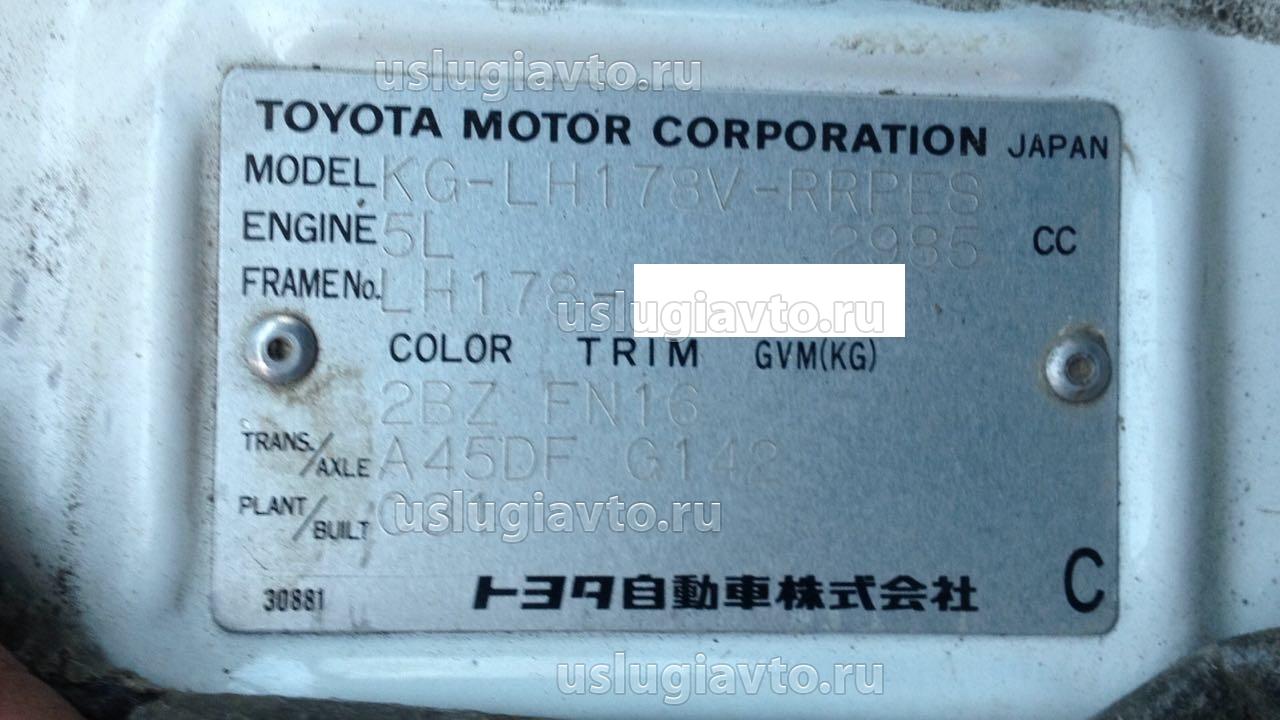 uslugiavto.ru
TOYOTA MOTOR CORPORATION JAPAN
MODEL KG-LH178V-RRPES
ENGINE 5L 2985 CC
FRAME No. LH178-
uslugiavto.ru
COLOR TRIM GVM(KG)
2BZ FN16
TRANS./AXLE A45DF G142
PLANT/BUILT
uslugiavto.ru
30881 トヨタ自動車株式会社 C
uslugiavto.ru